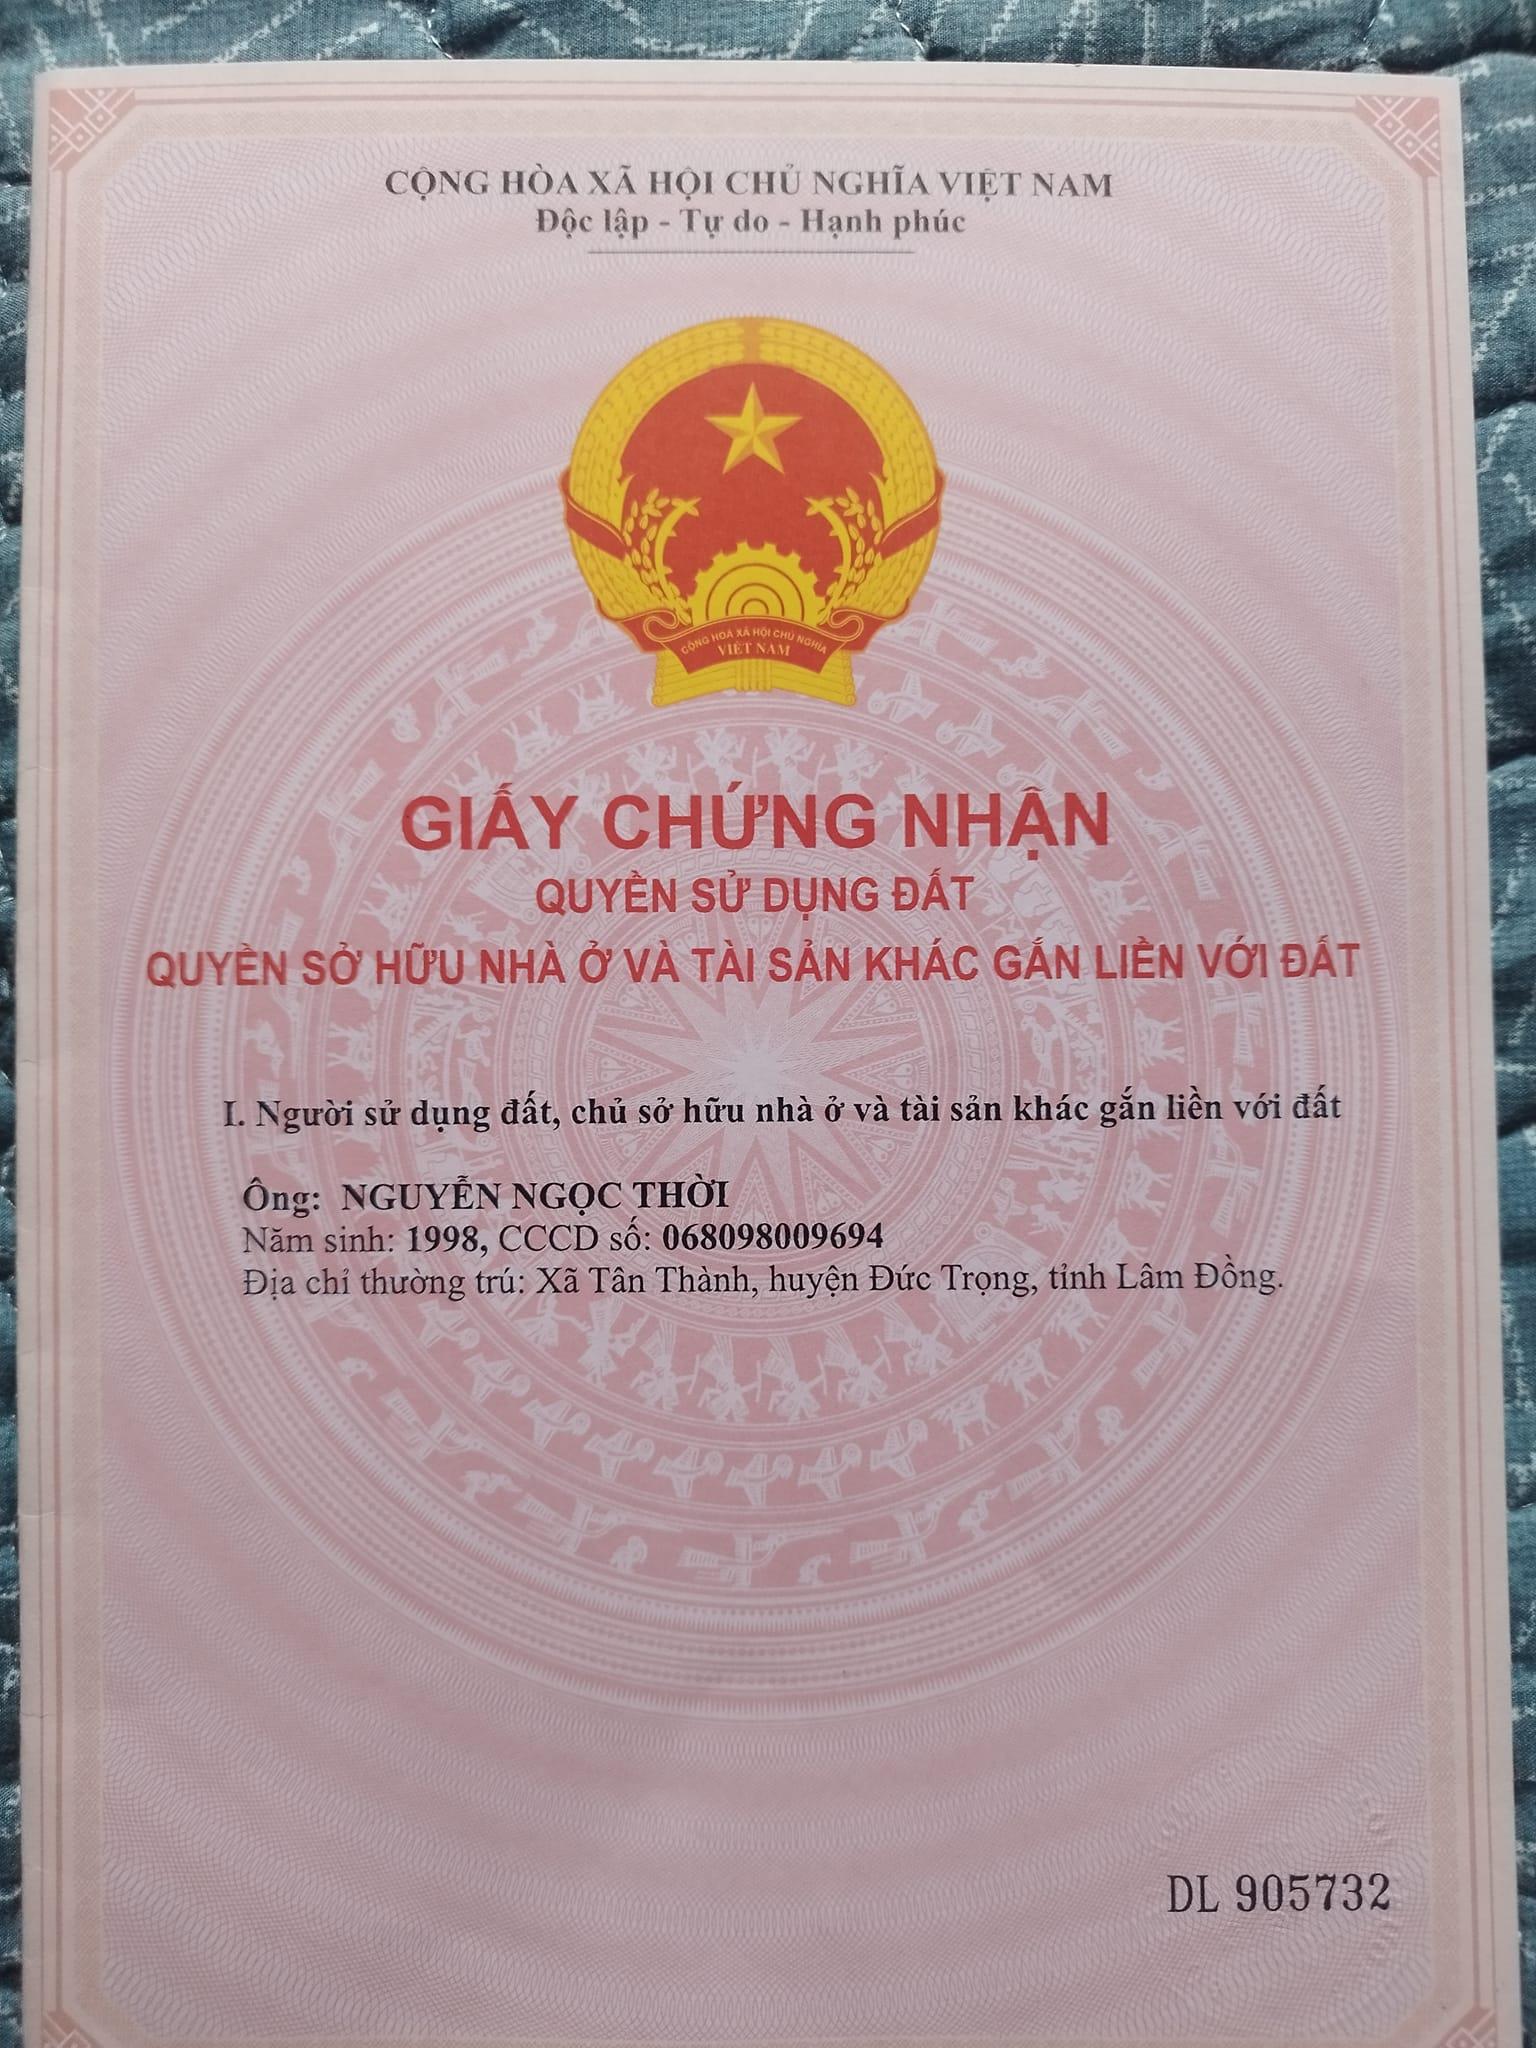 CỘNG HÒA XÃ HỘI CHỦ NGHĨA VIỆT NAM
Độc lập - Tự do - Hạnh phúc
CỘNG HOÀ XÃ HỘI CHỦ NGHĨA
VIỆT NAM
GIẤY CHỨNG NHẬN
QUYỀN SỬ DỤNG ĐẤT
QUYỀN SỞ HỮU NHÀ Ở VÀ TÀI SẢN KHÁC GẮN LIỀN VỚI ĐẤT
I. Người sử dụng đất, chủ sở hữu nhà ở và tài sản khác gắn liền với đất
Ông: NGUYỄN NGỌC THỜI
Năm sinh: 1998, CCCD số: 068098009694
Địa chỉ thường trú: Xã Tân Thành, huyện Đức Trọng, tỉnh Lâm Đồng.
DL 905732